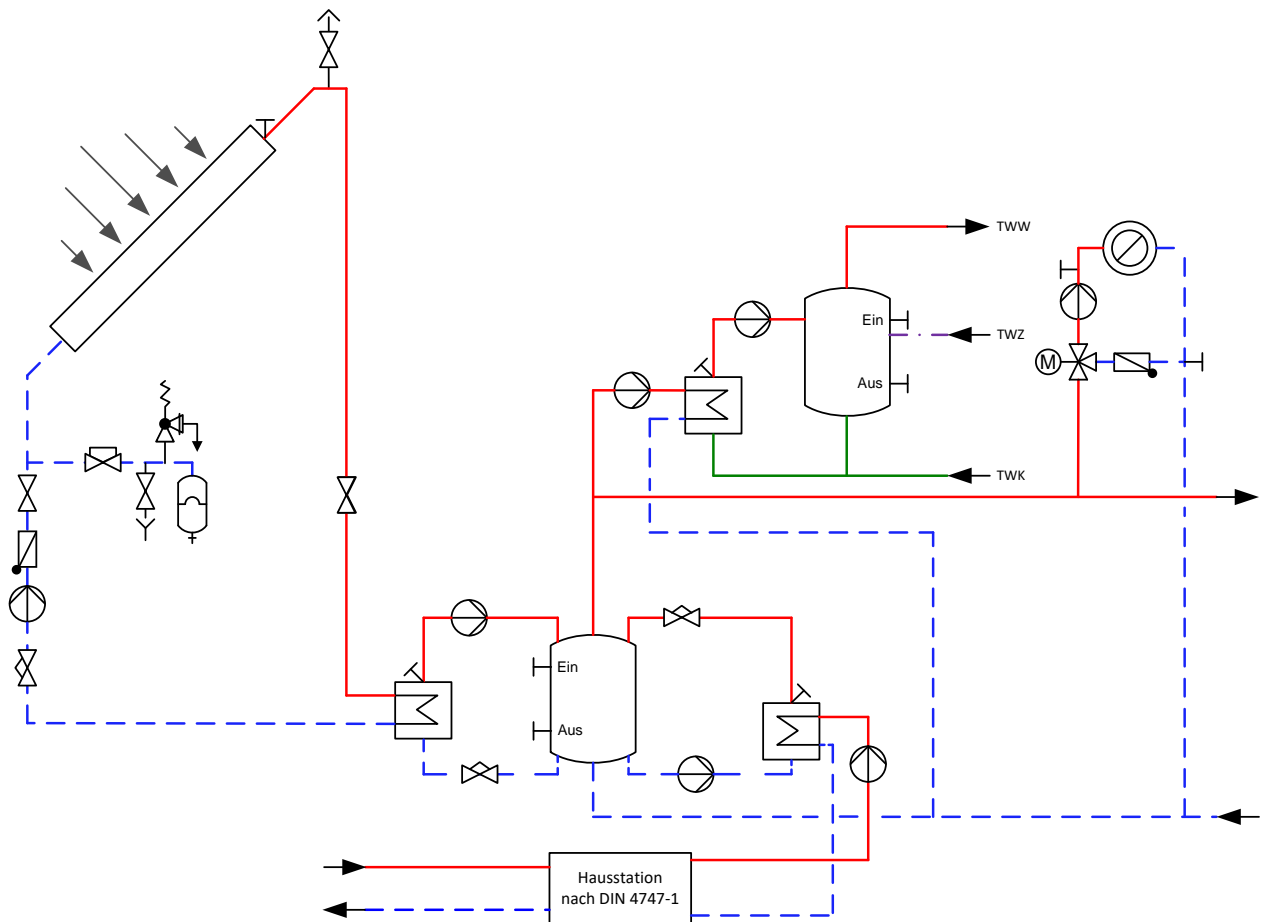 TWW
Ein
TWZ
M
Aus
TWK
Ein
Aus
Hausstation
nach DIN 4747-1